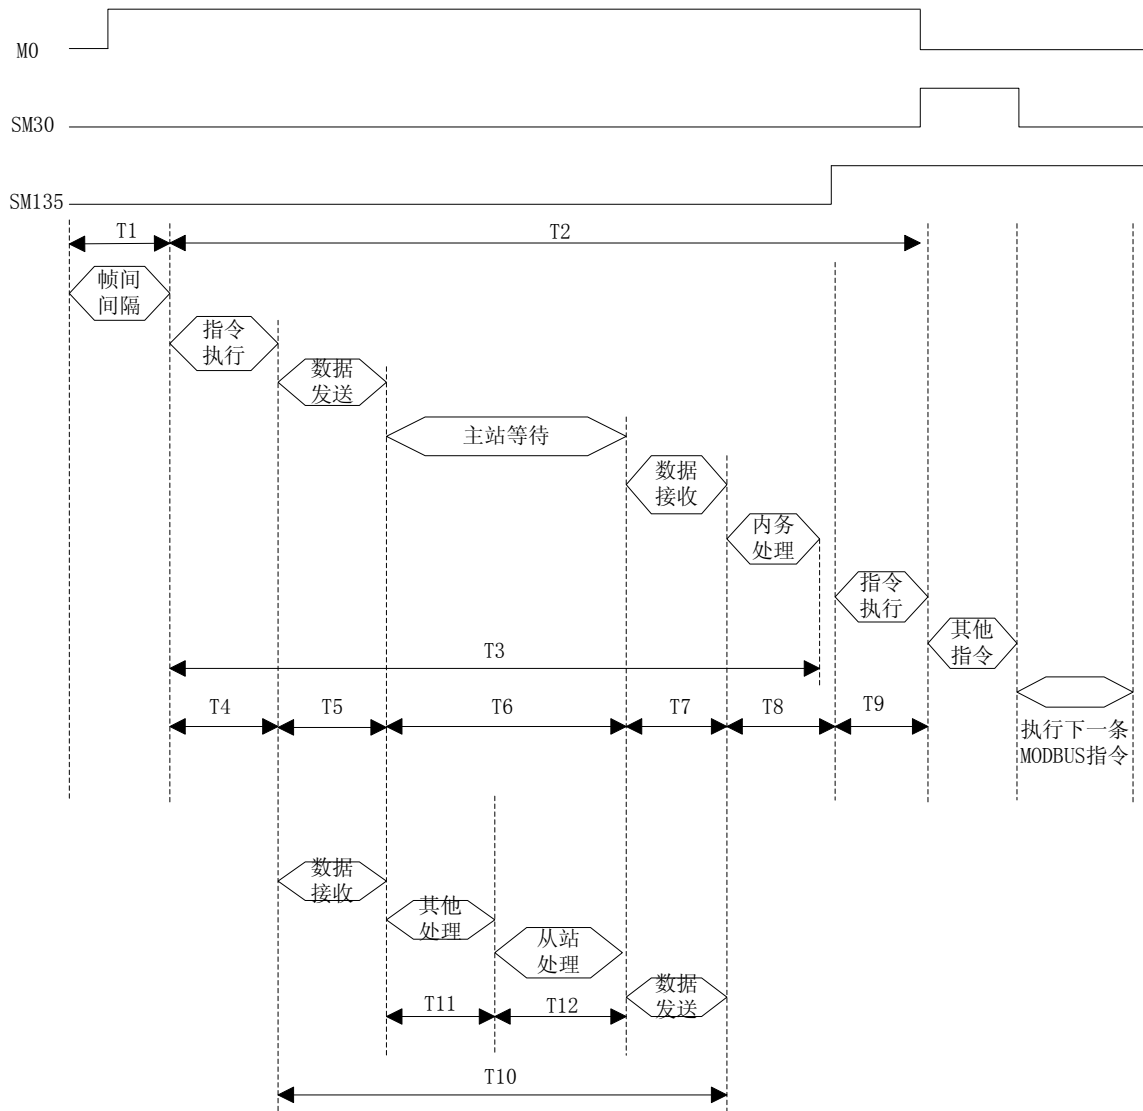 M0
SM30
SM135
T1
T2
帧间
间隔
指令
执行
数据
发送
主站等待
数据
接收
内务
处理
指令
执行
其他
指令
T3
T4
T5
T6
T7
T8
T9
执行下一条
MODBUS指令
数据
接收
其他
处理
从站
处理
数据
发送
T11
T12
T10